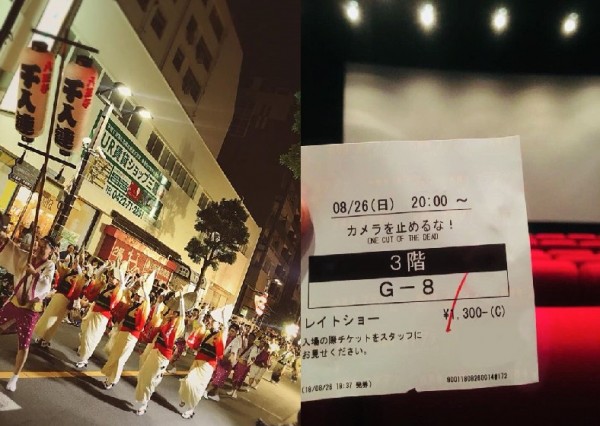 千人連
千人連
UR賃貸ショップ
08/26(日) 20:00 〜
カメラを止めるな!
ONE CUT OF THE DEAD
3階
G-8
レイトショー
¥1,300-(C)
入場の際チケットをスタッフに
お見せください。